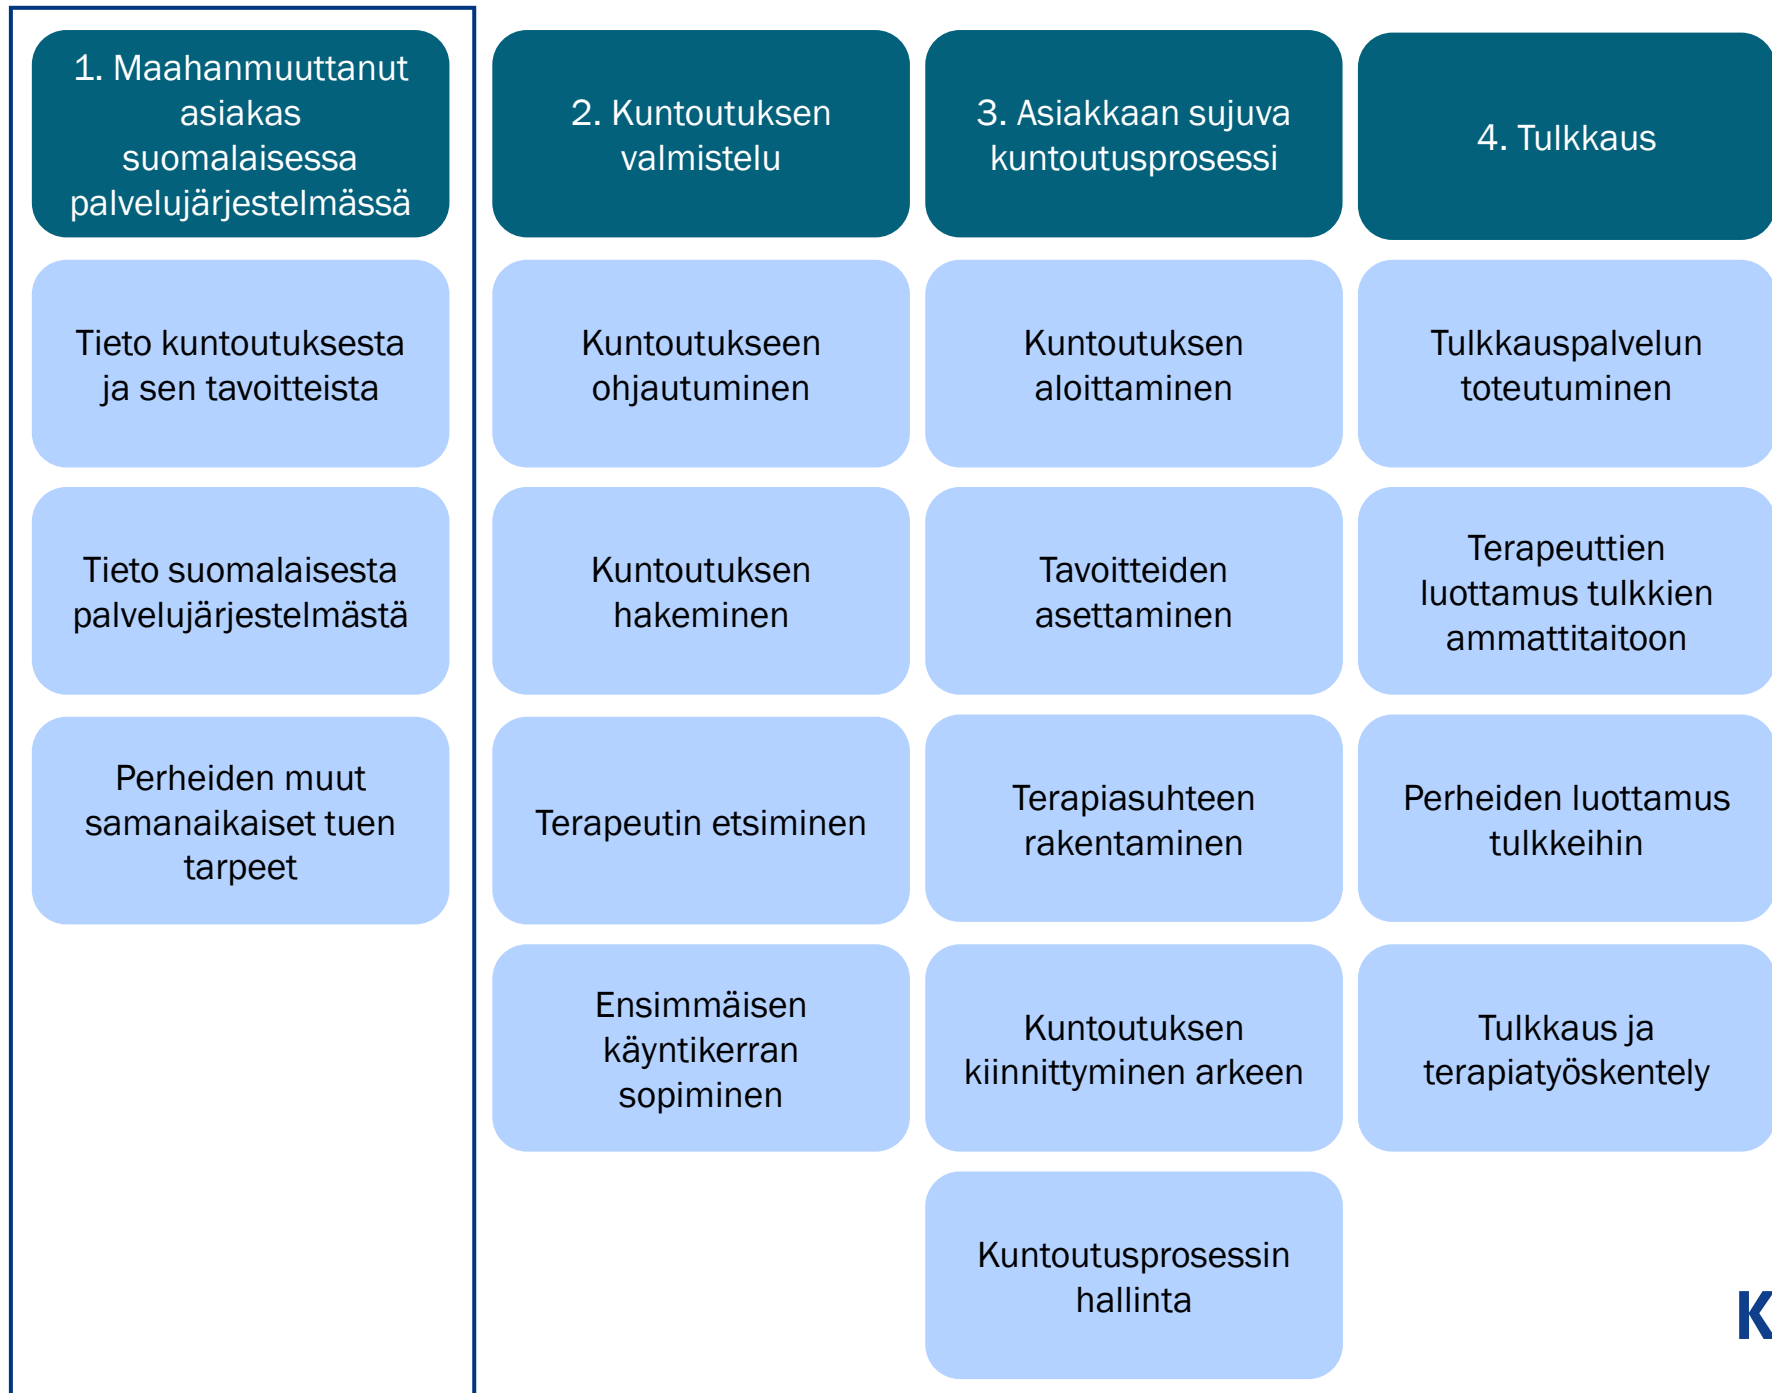 1. Maahanmuuttanut
asiakas
suomalaisessa
palvelujärjestelmässä
Tieto kuntoutuksesta
ja sen tavoitteista
Tieto suomalaisesta
palvelujärjestelmästä
Perheiden muut
samanaikaiset tuen
tarpeet
2. Kuntoutuksen
valmistelu
Kuntoutukseen
ohjautuminen
Kuntoutuksen
hakeminen
Terapeutin etsiminen
Ensimmäisen
käyntikerran
sopiminen
3. Asiakkaan sujuva
kuntoutusprosessi
Kuntoutuksen
aloittaminen
Tavoitteiden
asettaminen
Terapiasuhteen
rakentaminen
Kuntoutuksen
kiinnittyminen arkeen
Kuntoutusprosessin
hallinta
4. Tulkkaus
Tulkkauspalvelun
toteutuminen
Terapeuttien
luottamus tulkkien
ammattitaitoon
Perheiden luottamus
tulkkeihin
Tulkkaus ja
terapiatyöskentely
K